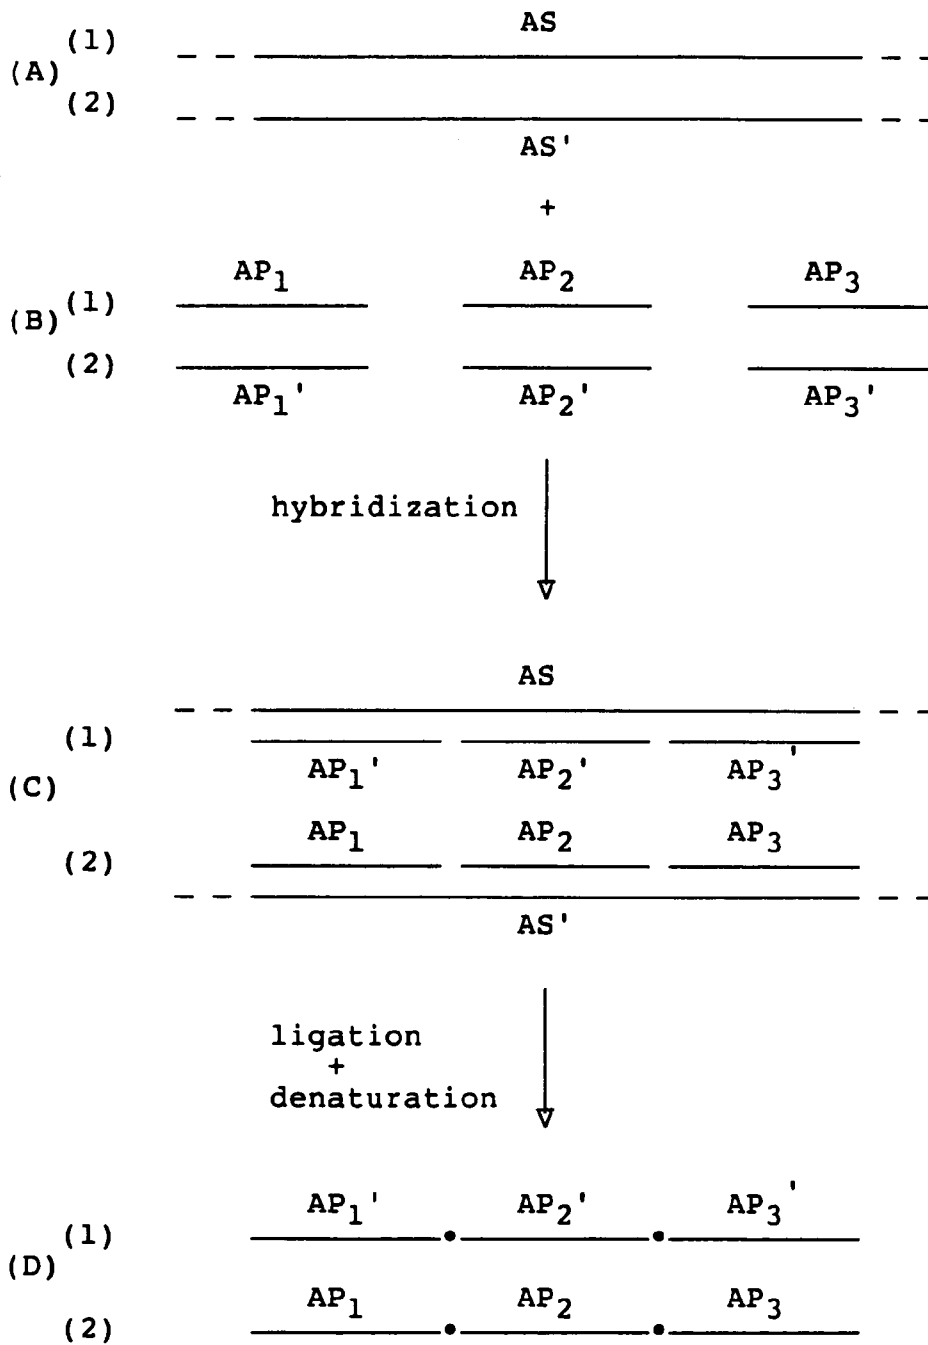 AS
(1)
(A)
(2)
AS'
+
AP1 AP2 AP3
(B) (1)
(2)
AP1' AP2' AP3'
hybridization
AS
(1)
AP1' AP2' AP3'
(C)
AP1 AP2 AP3
(2)
AS'
ligation
+
denaturation
AP1' AP2' AP3'
(1)
(D)
AP1 AP2 AP3
(2)